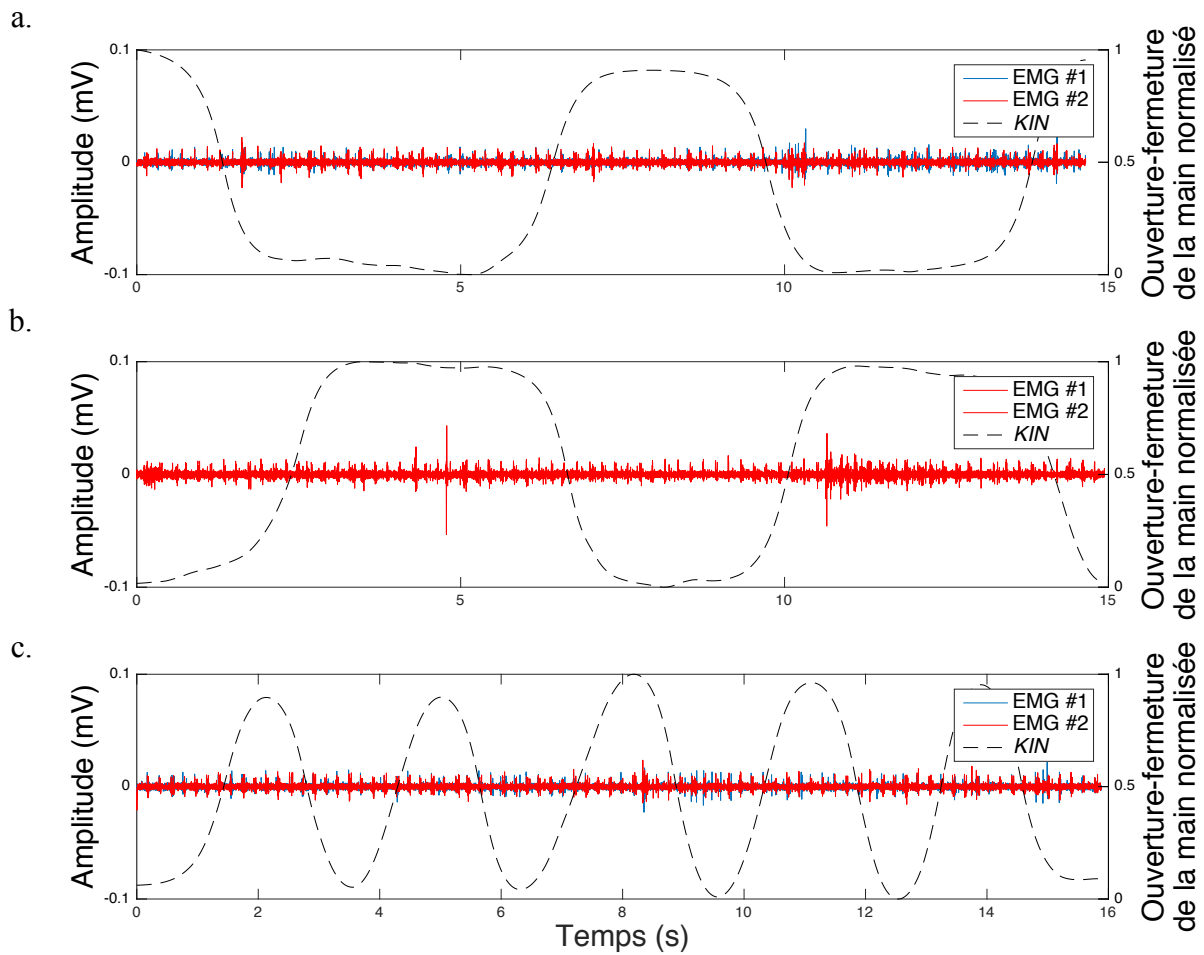 a.
Amplitude (mV)
0.1
0
-0.1
0
5
10
15
1
0.5
0
EMG #1
EMG #2
KIN
Ouverture-fermeture
de la main normalisé
b.
Amplitude (mV)
0.1
0
-0.1
0
5
10
15
1
0.5
0
EMG #1
EMG #2
KIN
Ouverture-fermeture
de la main normalisée
c.
Amplitude (mV)
0.1
0
-0.1
0
2
4
6
8
10
12
14
16
1
0.5
0
EMG #1
EMG #2
KIN
Ouverture-fermeture
de la main normalisée
Temps (s)